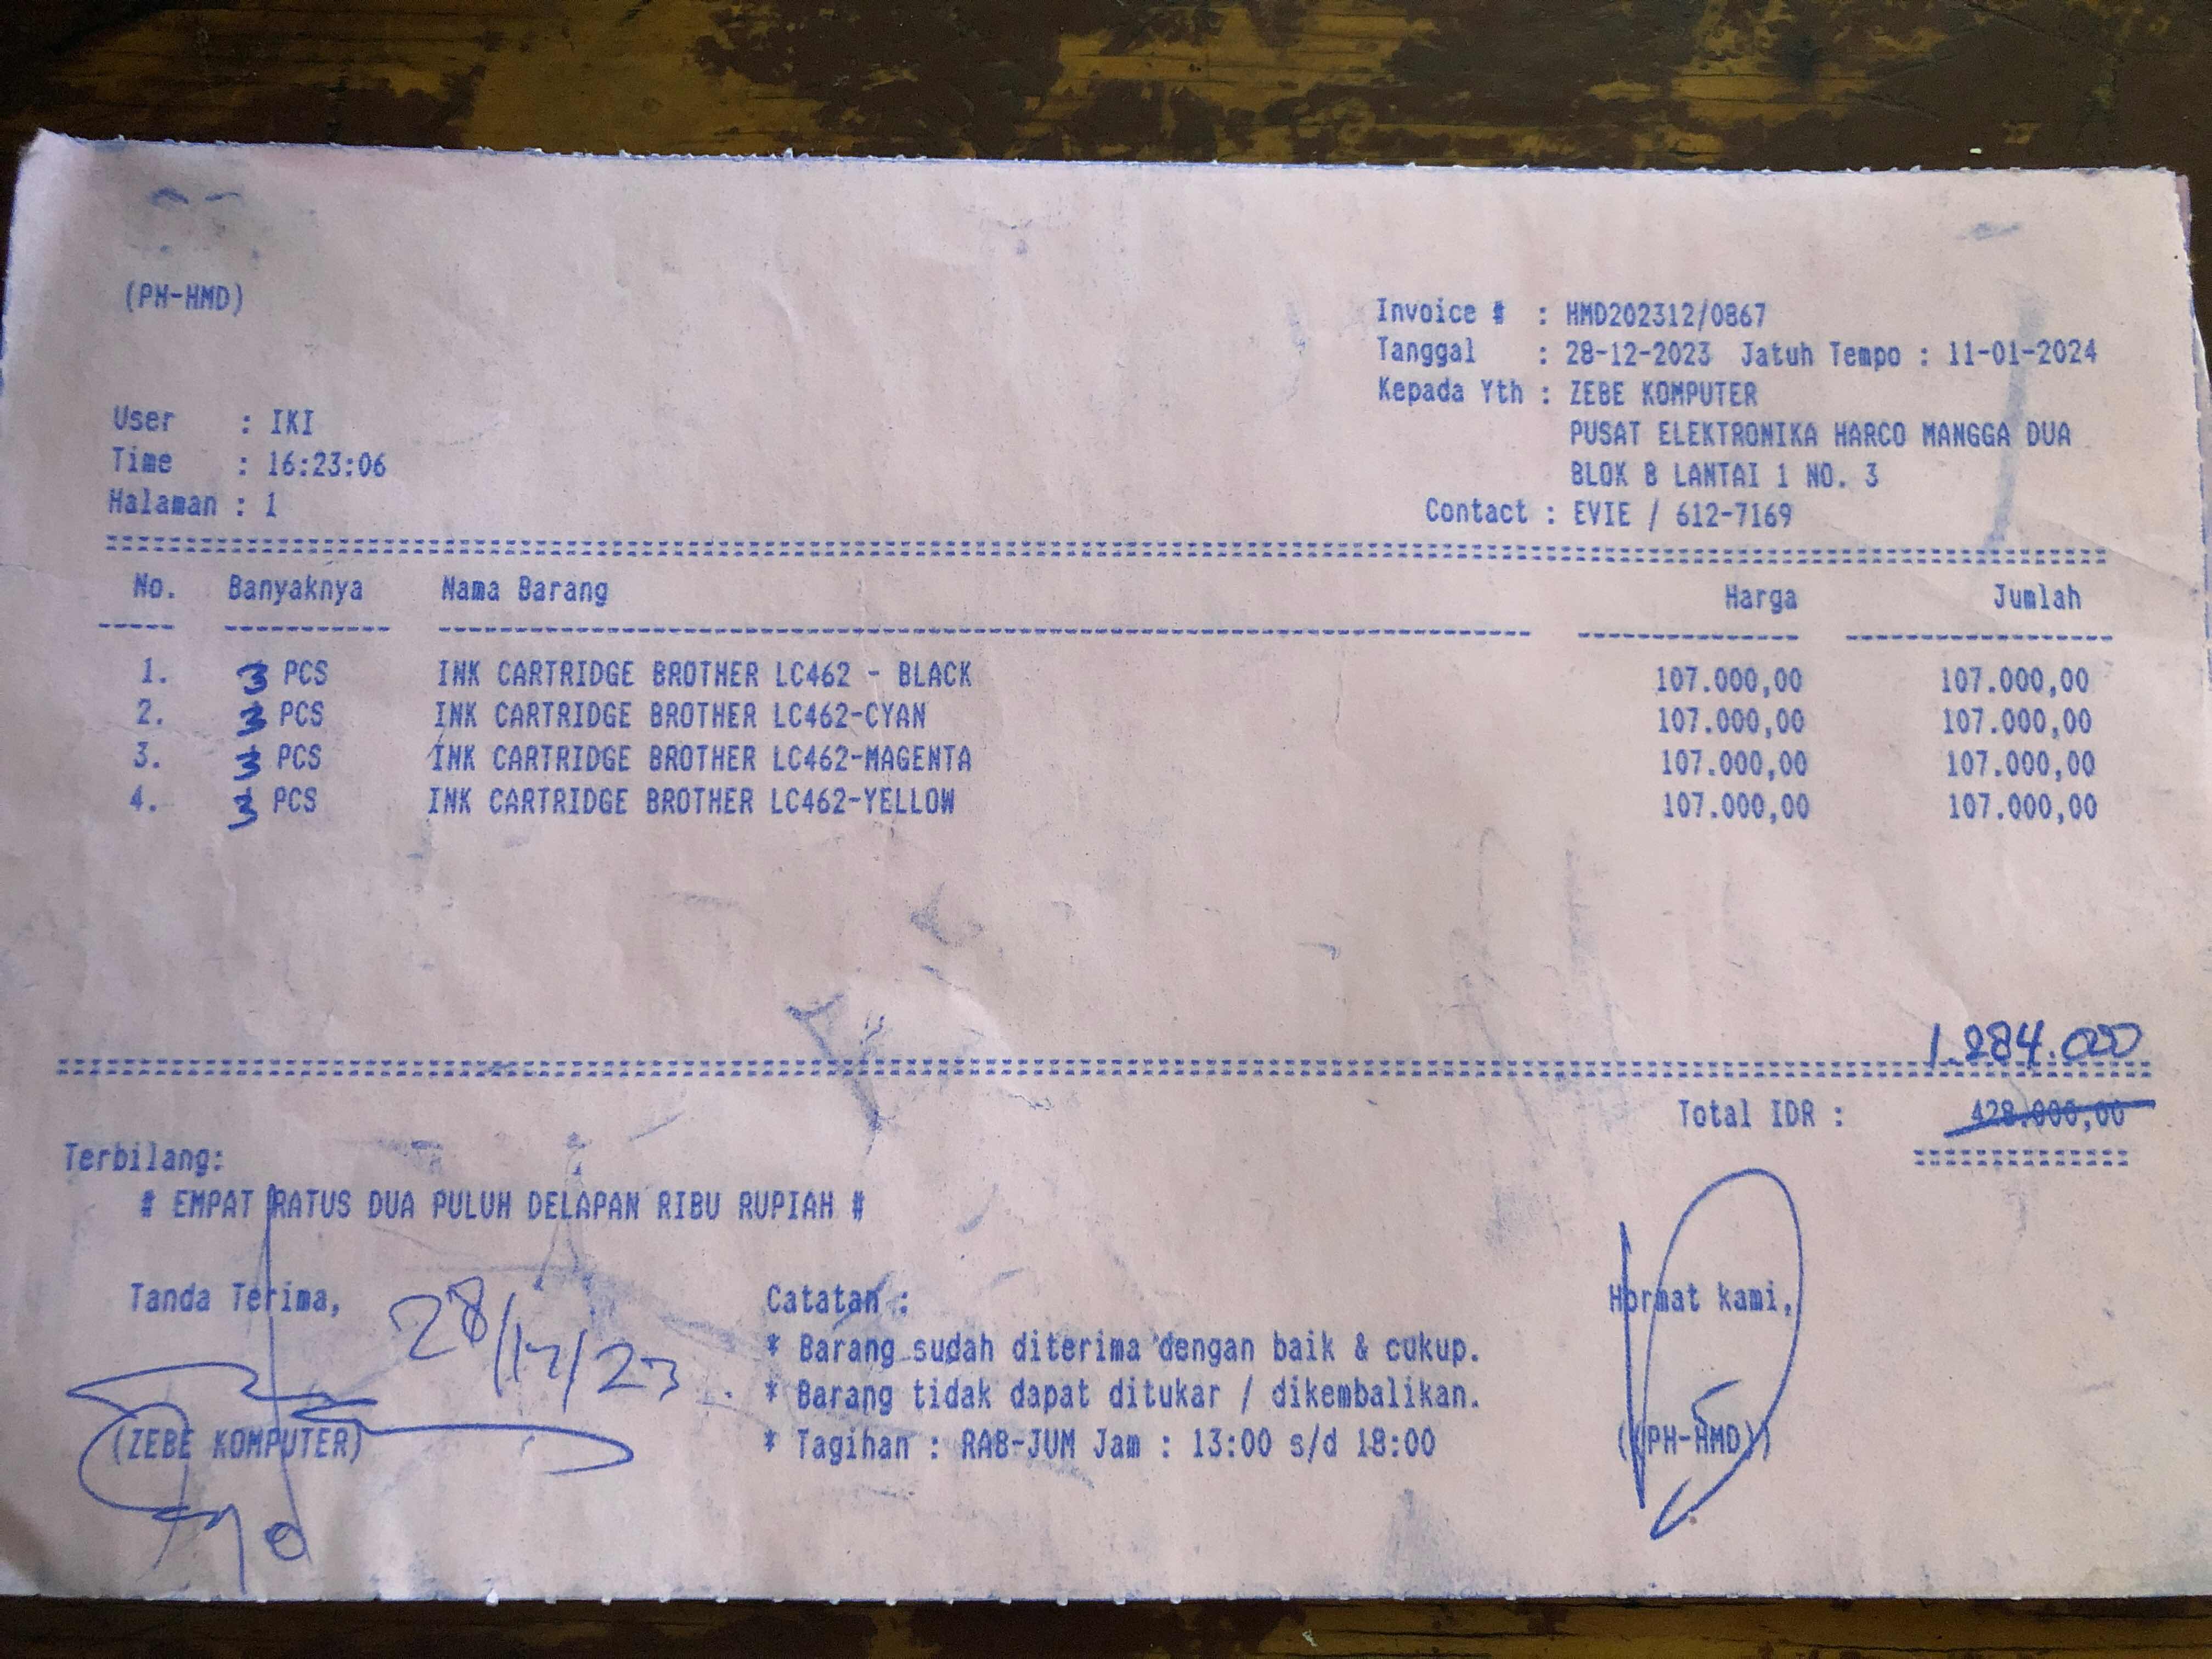 (PH-HMD)
Invoice # : HMD202312/0867
Tanggal : 28-12-2023 Jatuh Tempo : 11-01-2024
Kepada Yth : ZEBE KOMPUTER
PUSAT ELEKTRONIKA HARCO MANGGA DUA
BLOK B LANTAI 1 NO. 3
Contact : EVIE / 612-7169
User : IKI
Time : 16:23:06
Halaman : 1
No. Banyaknya Nama Barang Harga Jumlah
1. 3 PCS INK CARTRIDGE BROTHER LC462 - BLACK 107.000,00 107.000,00
2. 3 PCS INK CARTRIDGE BROTHER LC462-CYAN 107.000,00 107.000,00
3. 3 PCS INK CARTRIDGE BROTHER LC462-MAGENTA 107.000,00 107.000,00
4. 3 PCS INK CARTRIDGE BROTHER LC462-YELLOW 107.000,00 107.000,00
1.284.000
Total IDR : 428.000,00
Terbilang:
# EMPAT RATUS DUA PULUH DELAPAN RIBU RUPIAH #
Tanda Terima,
28/12/23
(ZEBE KOMPUTER)
Catatan :
* Barang sudah diterima dengan baik & cukup.
* Barang tidak dapat ditukar / dikembalikan.
* Tagihan : RAB-JUM Jam : 13:00 s/d 18:00
Hormat kami,
((PH-HMD))